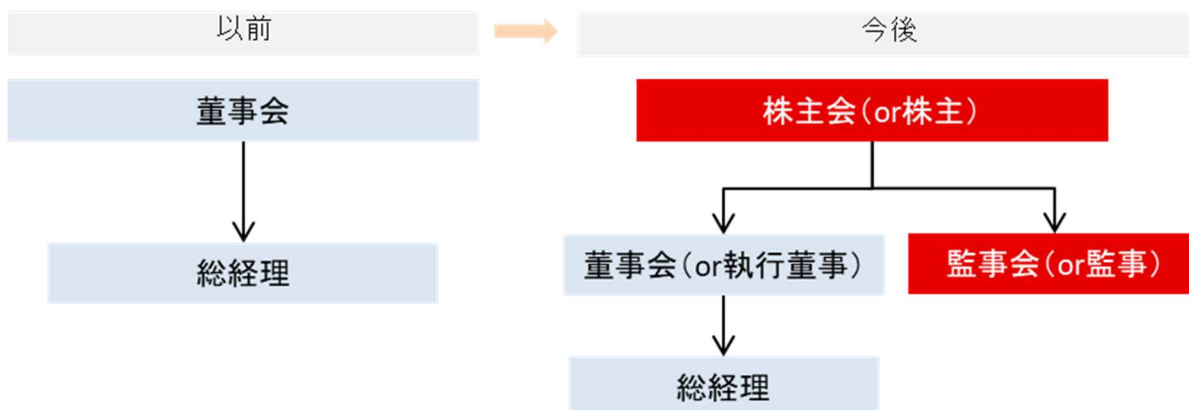 以前
今後
董事会
株主会(or株主)
総経理
董事会(or執行董事)
監事会(or監事)
総経理